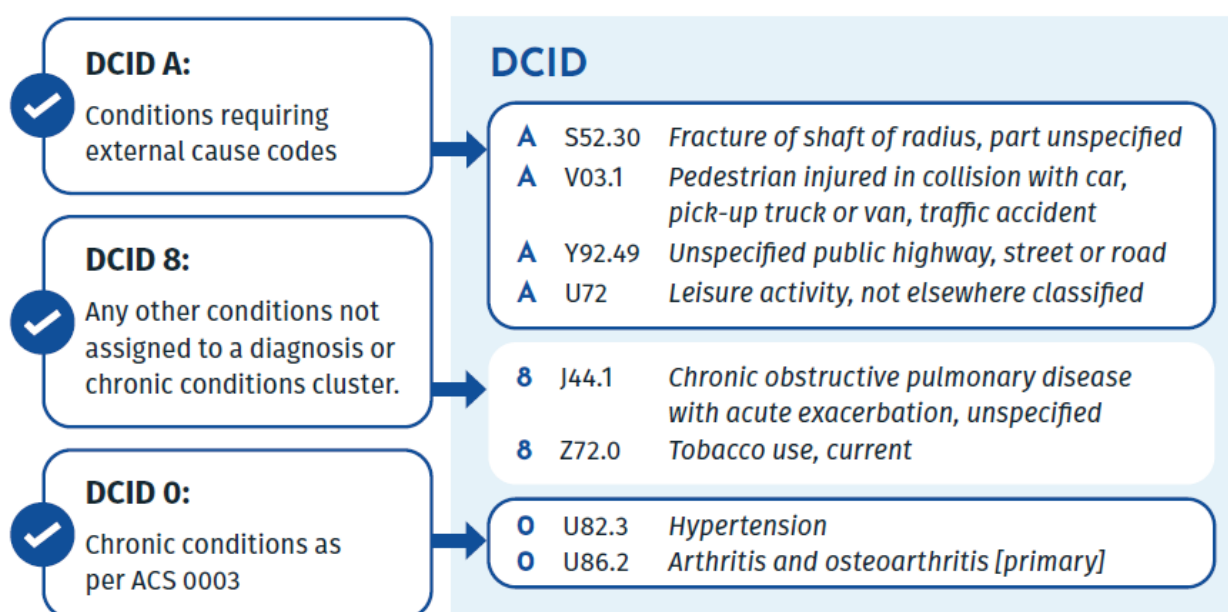 DCID A:
Conditions requiring
external cause codes
DCID 8:
Any other conditions not
assigned to a diagnosis or
chronic conditions cluster.
DCID 0:
Chronic conditions as
per ACS 0003
DCID
A S52.30 Fracture of shaft of radius, part unspecified
A V03.1 Pedestrian injured in collision with car,
pick-up truck or van, traffic accident
A Y92.49 Unspecified public highway, street or road
A U72 Leisure activity, not elsewhere classified
8 J44.1 Chronic obstructive pulmonary disease
with acute exacerbation, unspecified
8 Z72.0 Tobacco use, current
0 U82.3 Hypertension
0 U86.2 Arthritis and osteoarthritis [primary]